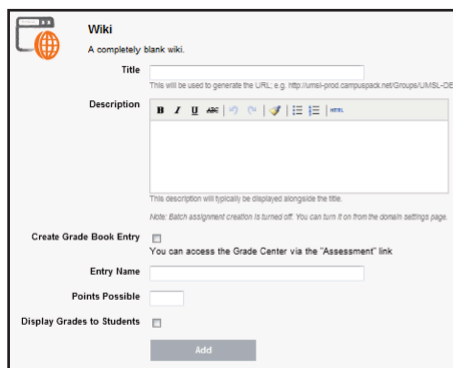 Wiki
A completely blank wiki.
Title
This will be used to generate the URL; e.g. http://umsl-prod.campuspack.net/Groups/UMSL-DE
Description
B I U ABC HTML
This description will typically be displayed alongside the title.
Note: Batch assignment creation is turned off. You can turn it on from the domain settings page.
Create Grade Book Entry
You can access the Grade Center via the "Assessment" link
Entry Name
Points Possible
Display Grades to Students
Add